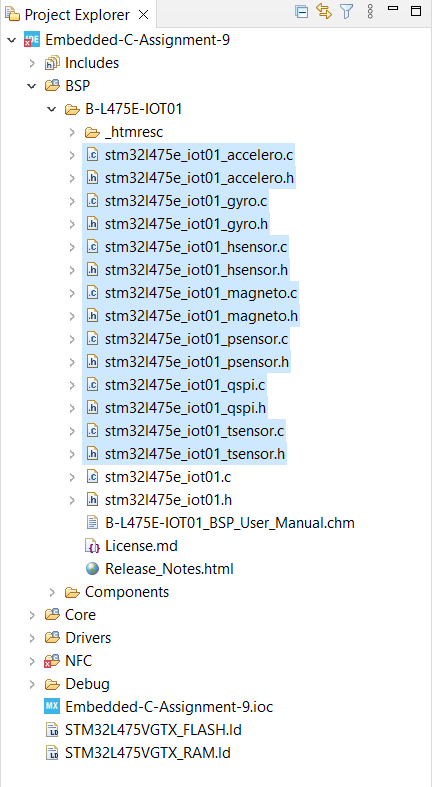 Project Explorer
Embedded-C-Assignment-9
Includes
BSP
B-L475E-IOT01
_htmresc
stm32l475e_iot01_accelero.c
stm32l475e_iot01_accelero.h
stm32l475e_iot01_gyro.c
stm32l475e_iot01_gyro.h
stm32l475e_iot01_hsensor.c
stm32l475e_iot01_hsensor.h
stm32l475e_iot01_magneto.c
stm32l475e_iot01_magneto.h
stm32l475e_iot01_psensor.c
stm32l475e_iot01_psensor.h
stm32l475e_iot01_qspi.c
stm32l475e_iot01_qspi.h
stm32l475e_iot01_tsensor.c
stm32l475e_iot01_tsensor.h
stm32l475e_iot01.c
stm32l475e_iot01.h
B-L475E-IOT01_BSP_User_Manual.chm
License.md
Release_Notes.html
Components
Core
Drivers
NFC
Debug
MX Embedded-C-Assignment-9.ioc
STM32L475VGTX_FLASH.ld
STM32L475VGTX_RAM.ld